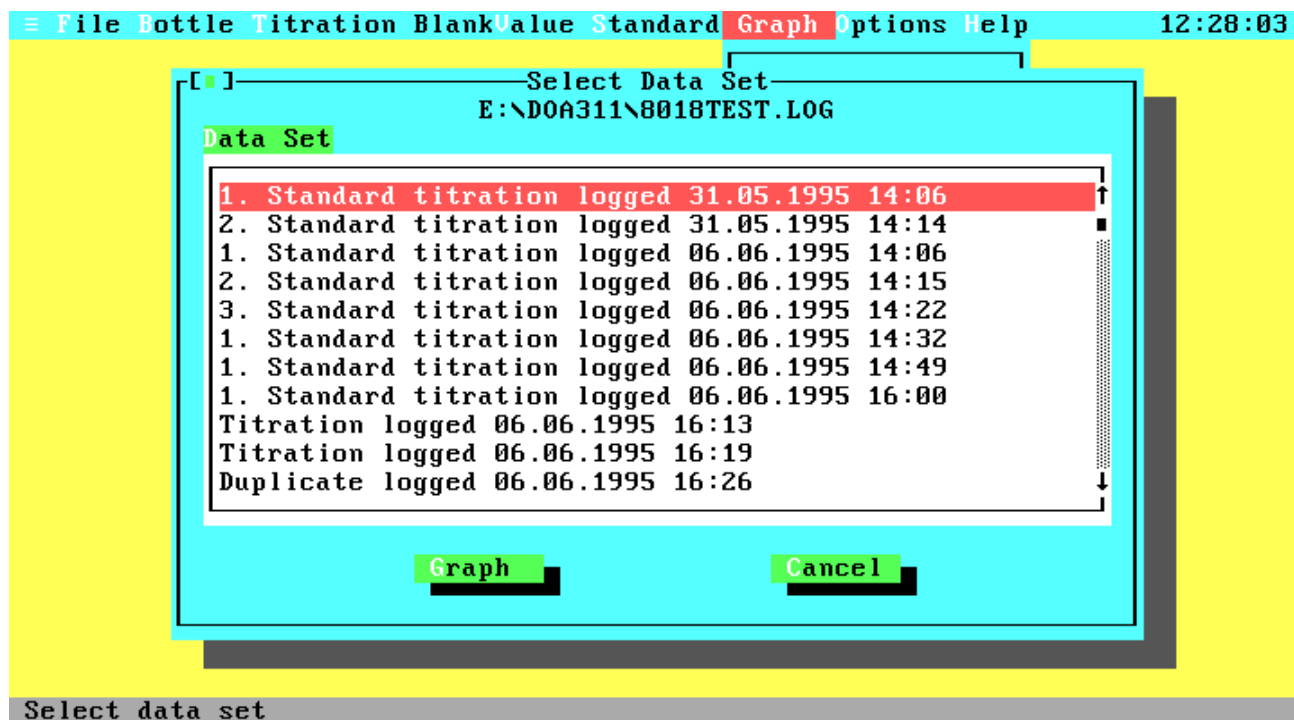 ≡ File Bottle Titration BlankValue Standard Graph Options Help 12:28:03
Select Data Set
E:\DOA311\8018TEST.LOG
Data Set
1. Standard titration logged 31.05.1995 14:06
2. Standard titration logged 31.05.1995 14:14
1. Standard titration logged 06.06.1995 14:06
2. Standard titration logged 06.06.1995 14:15
3. Standard titration logged 06.06.1995 14:22
1. Standard titration logged 06.06.1995 14:32
1. Standard titration logged 06.06.1995 14:49
1. Standard titration logged 06.06.1995 16:00
Titration logged 06.06.1995 16:13
Titration logged 06.06.1995 16:19
Duplicate logged 06.06.1995 16:26
Graph Cancel
Select data set